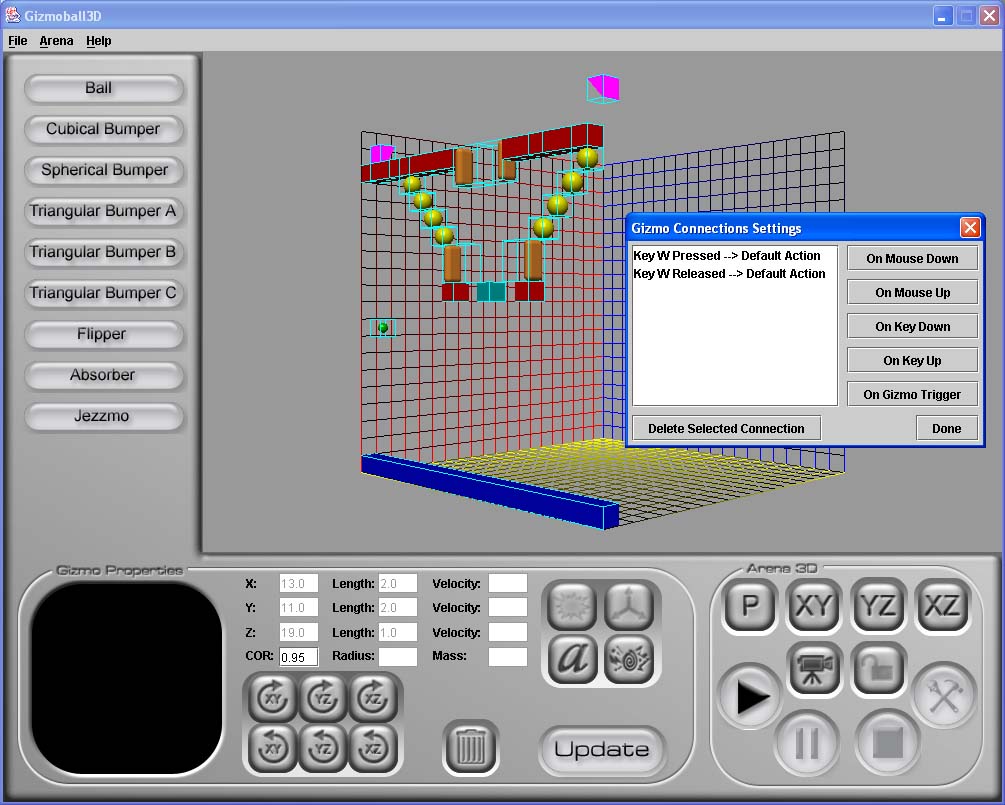 Gizmoball3D
File Arena Help
Ball
Cubical Bumper
Spherical Bumper
Triangular Bumper A
Triangular Bumper B
Triangular Bumper C
Flipper
Absorber
Jezzmo
Gizmo Connections Settings
Key W Pressed --> Default Action
Key W Released --> Default Action
On Mouse Down
On Mouse Up
On Key Down
On Key Up
On Gizmo Trigger
Delete Selected Connection Done
Gizmo Properties
X: 13.0 Length: 2.0 Velocity:
Y: 11.0 Length: 2.0 Velocity:
Z: 19.0 Length: 1.0 Velocity:
COR: 0.95 Radius: Mass:
XY YZ XZ
XY YZ XZ
a
Update
Arena 3D
P XY YZ XZ